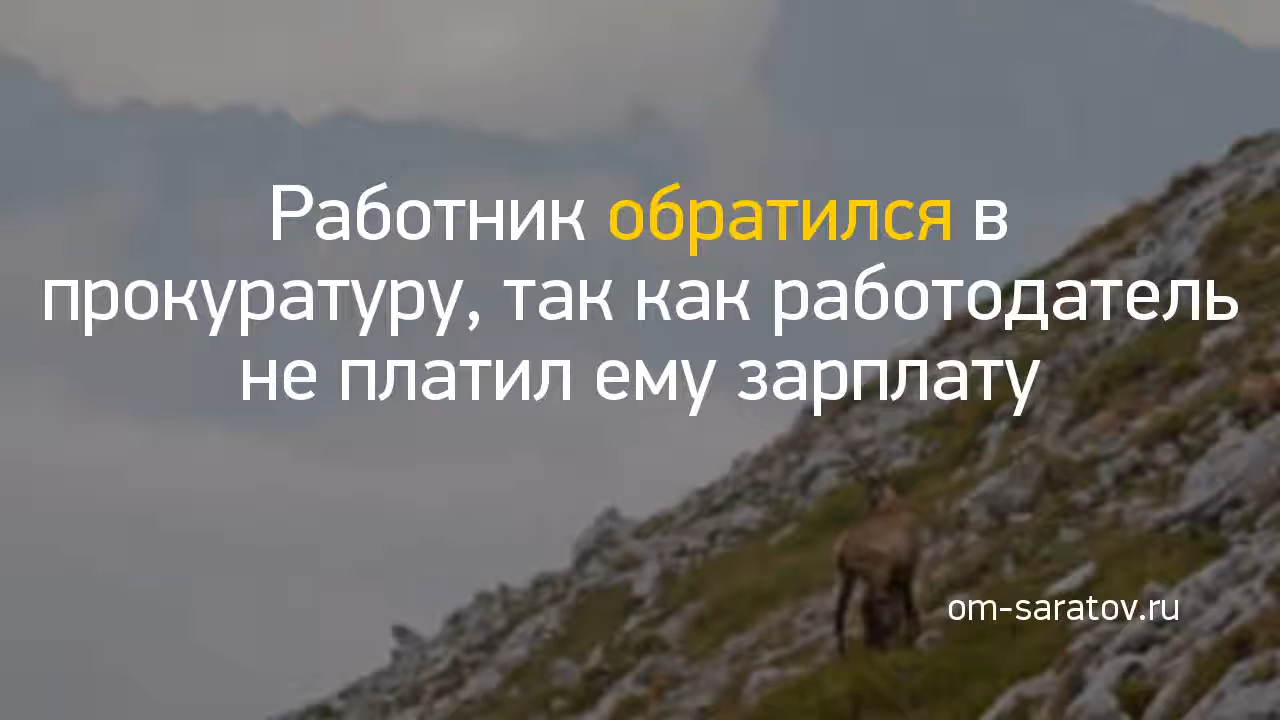 Работник обратился в
прокуратуру, так как работодатель
не платил ему зарплату
om-saratov.ru